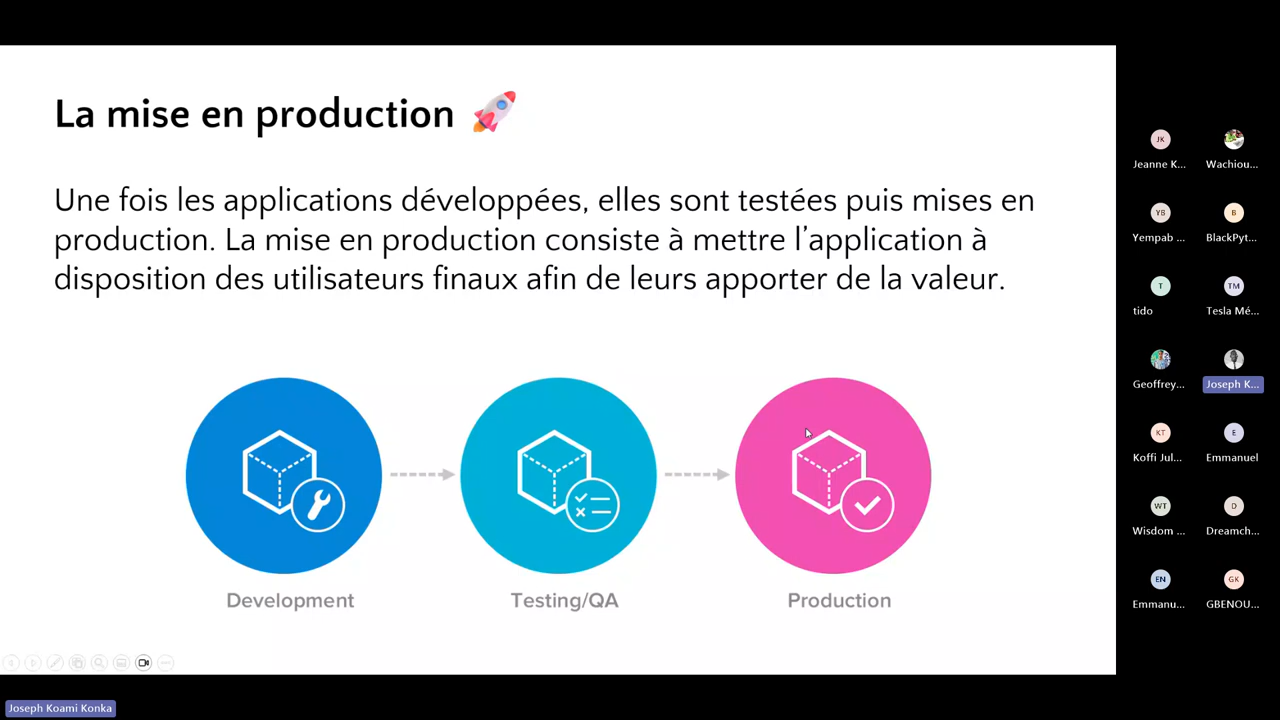 La mise en production 🚀
Une fois les applications développées, elles sont testées puis mises en
production. La mise en production consiste à mettre l’application à
disposition des utilisateurs finaux afin de leurs apporter de la valeur.
Development
Testing/QA
Production
JK
Jeanne K...
Wachiou...
YB
Yempab ...
B
BlackPyt...
T
tido
TM
Tesla Mé...
Geoffrey...
Joseph K...
KT
Koffi Jul...
E
Emmanuel
WT
Wisdom ...
D
Dreamch...
EN
Emmanu...
GK
GBENOU...
Joseph Koami Konka